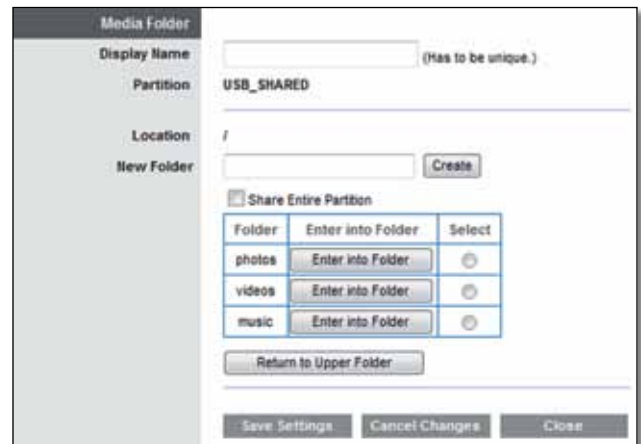 Media Folder
Display Name (Has to be unique.)
Partition USB_SHARED
Location /
New Folder Create
Share Entire Partition
Folder Enter into Folder Select
photos Enter into Folder
videos Enter into Folder
music Enter into Folder
Return to Upper Folder
Save Settings Cancel Changes Close